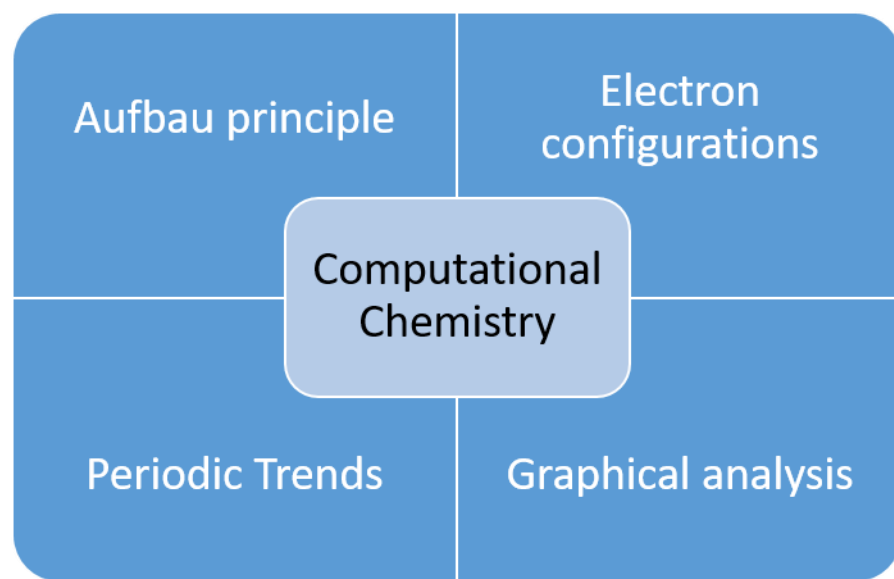 Aufbau principle
Electron
configurations
Computational
Chemistry
Periodic Trends
Graphical analysis